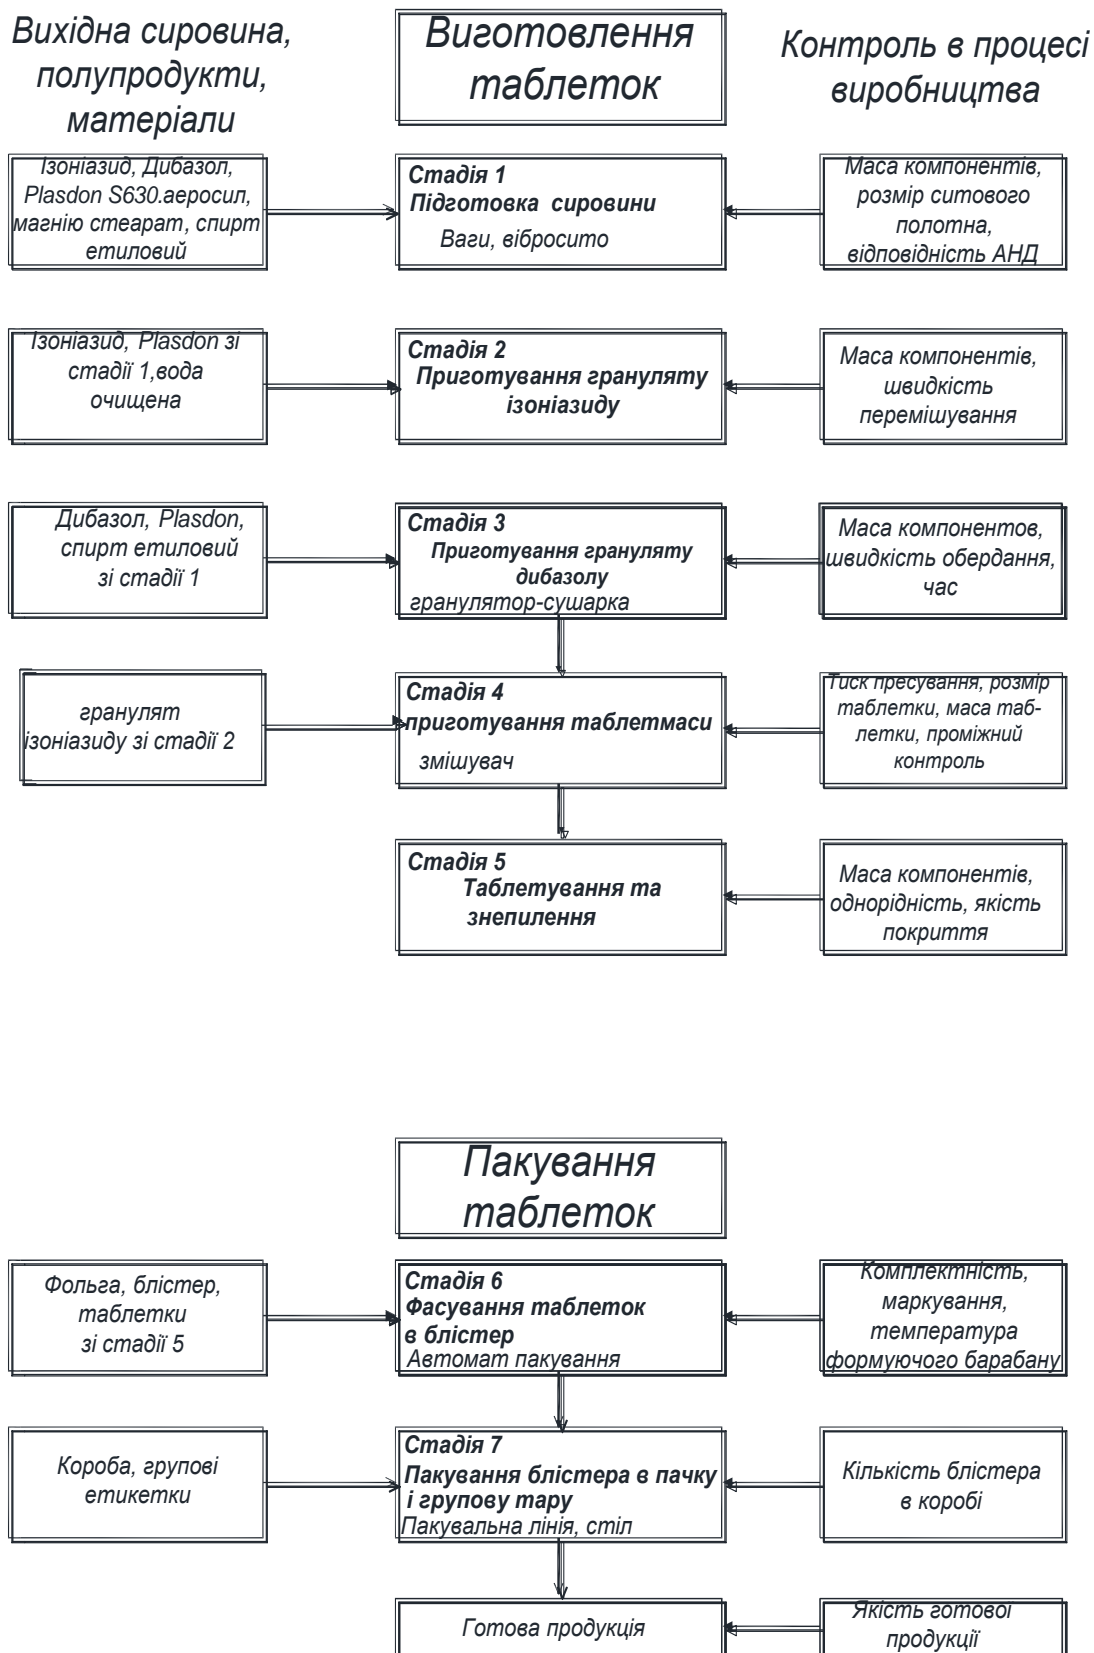 Вихідна сировина,
полупродукти,
матеріали
Виготовлення
таблеток
Контроль в процесі
виробництва
Ізоніазид, Дибазол,
Plasdon S630.аеросил,
магнію стеарат, спирт
етиловий
Стадія 1
Підготовка сировини
Ваги, вібросито
Маса компонентів,
розмір ситового
полотна,
відповідність АНД
Ізоніазид, Plasdon зі
стадії 1,вода
очищена
Стадія 2
Приготування грануляту
ізоніазиду
Маса компонентів,
швидкість
перемішування
Дибазол, Plasdon,
спирт етиловий
зі стадії 1
Стадія 3
Приготування грануляту
дибазолу
гранулятор-сушарка
Маса компонентов,
швидкість обердання,
час
гранулят
ізоніазиду зі стадії 2
Стадія 4
приготування таблетмаси
змішувач
Тиск пресування, розмір
таблетки, маса таб-
летки, проміжний
контроль
Стадія 5
Таблетування та
знепилення
Маса компонентів,
однорідність, якість
покриття
Пакування
таблеток
Фольга, блістер,
таблетки
зі стадії 5
Стадія 6
Фасування таблеток
в блістер
Автомат пакування
Комплектність,
маркування,
температура
формуючого барабану
Короба, групові
етикетки
Стадія 7
Пакування блістера в пачку
і групову тару
Пакувальна лінія, стіл
Кількість блістера
в коробі
Готова продукція
Якість готової
продукції